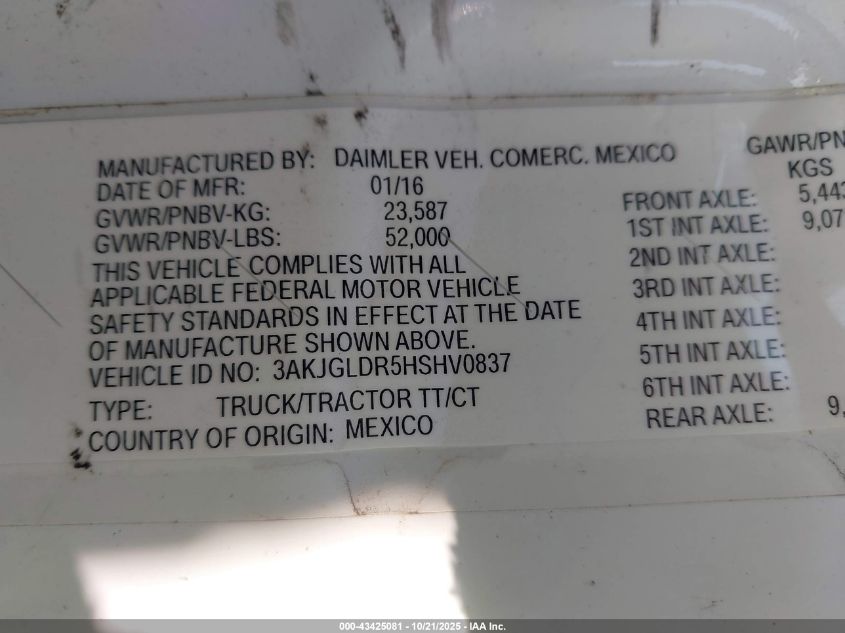 MANUFACTURED BY: DAIMLER VEH. COMERC. MEXICO
DATE OF MFR: 01/16
GVWR/PNBV-KG: 23,587
GVWR/PNBV-LBS: 52,000
THIS VEHICLE COMPLIES WITH ALL
APPLICABLE FEDERAL MOTOR VEHICLE
SAFETY STANDARDS IN EFFECT AT THE DATE
OF MANUFACTURE SHOWN ABOVE.
VEHICLE ID NO: 3AKJGLDR5HSHV0837
TYPE: TRUCK/TRACTOR TT/CT
COUNTRY OF ORIGIN: MEXICO
GAWR/PN
KGS
FRONT AXLE: 5,44
1ST INT AXLE: 9,07
2ND INT AXLE:
3RD INT AXLE:
4TH INT AXLE:
5TH INT AXLE:
6TH INT AXLE:
REAR AXLE: 9,
000-43425081 - 10/21/2025 - IAA Inc.